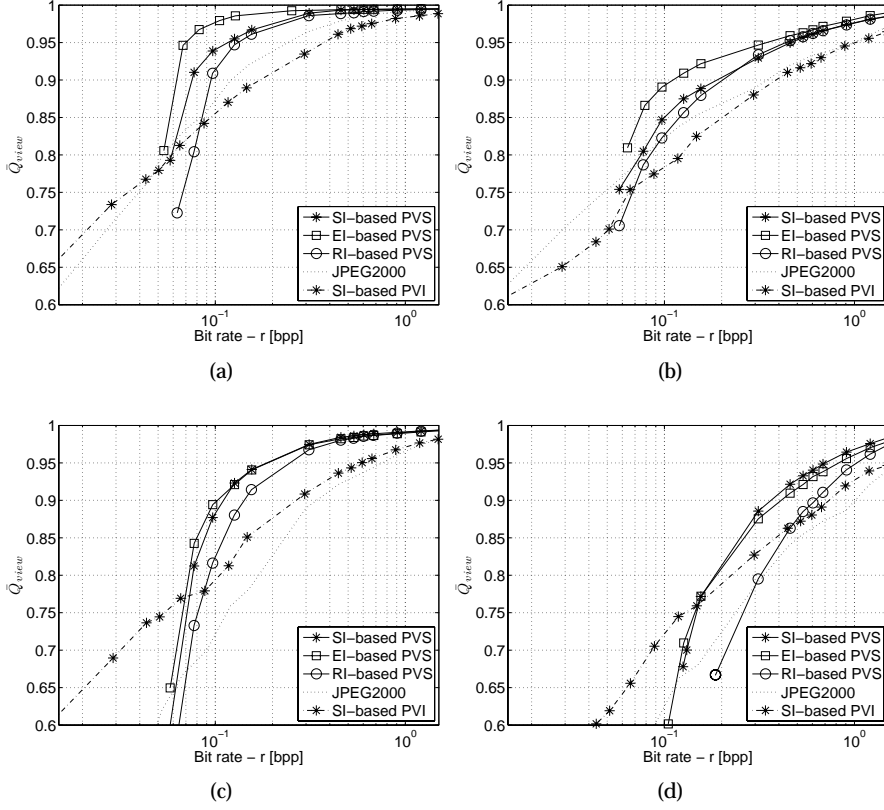 1
0.95
0.9
0.85
0.8
0.75
0.7
0.65
0.6
Q̄view
10⁻¹ 10⁰
Bit rate − r [bpp]
SI−based PVS
EI−based PVS
RI−based PVS
JPEG2000
SI−based PVI
(a)
1
0.95
0.9
0.85
0.8
0.75
0.7
0.65
0.6
Q̄view
10⁻¹ 10⁰
Bit rate − r [bpp]
SI−based PVS
EI−based PVS
RI−based PVS
JPEG2000
SI−based PVI
(b)
1
0.95
0.9
0.85
0.8
0.75
0.7
0.65
0.6
Q̄view
10⁻¹ 10⁰
Bit rate − r [bpp]
SI−based PVS
EI−based PVS
RI−based PVS
JPEG2000
SI−based PVI
(c)
1
0.95
0.9
0.85
0.8
0.75
0.7
0.65
0.6
Q̄view
10⁻¹ 10⁰
Bit rate − r [bpp]
SI−based PVS
EI−based PVS
RI−based PVS
JPEG2000
SI−based PVI
(d)